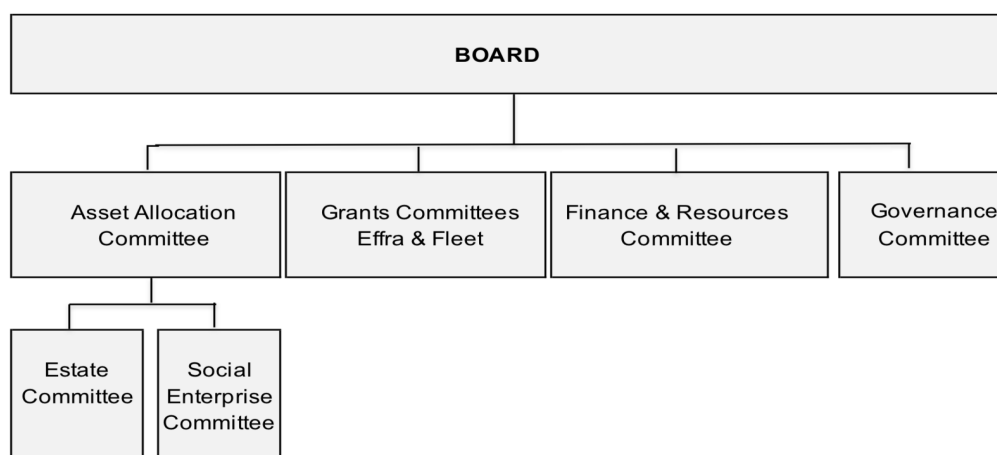 BOARD
Asset Allocation
Committee
Grants Committees
Effra & Fleet
Finance & Resources
Committee
Governance
Committee
Estate
Committee
Social
Enterprise
Committee